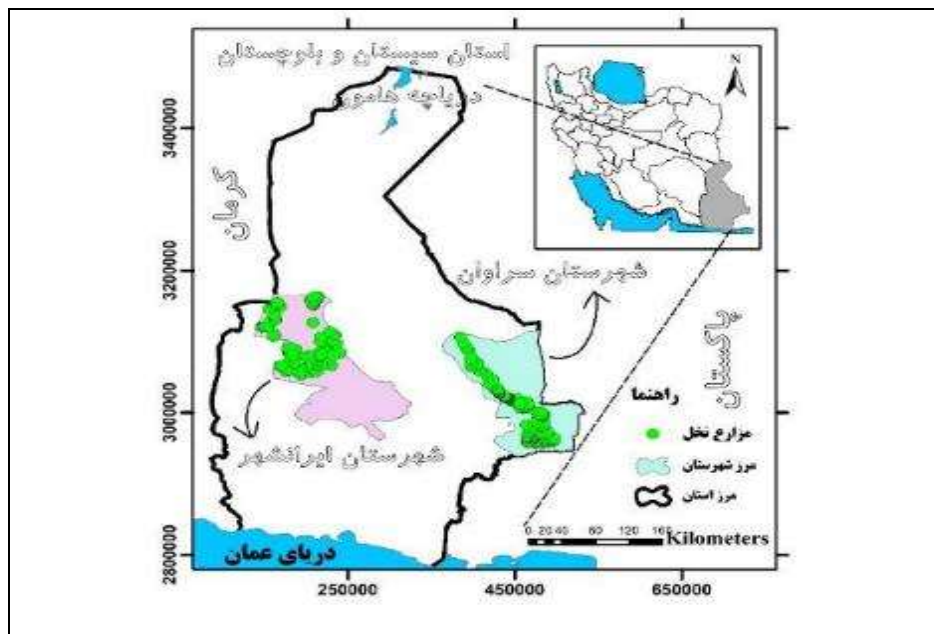 استان سیستان و بلوچستان
دریاچه هامون
N
کرمان
شهرستان سراوان
پاکستان
شهرستان ایرانشهر
راهنما
مزارع نخل
مرز شهرستان
مرز استان
0 20 40 80 120 160
Kilometers
دریای عمان
3400000
3200000
3000000
2800000
250000
450000
650000